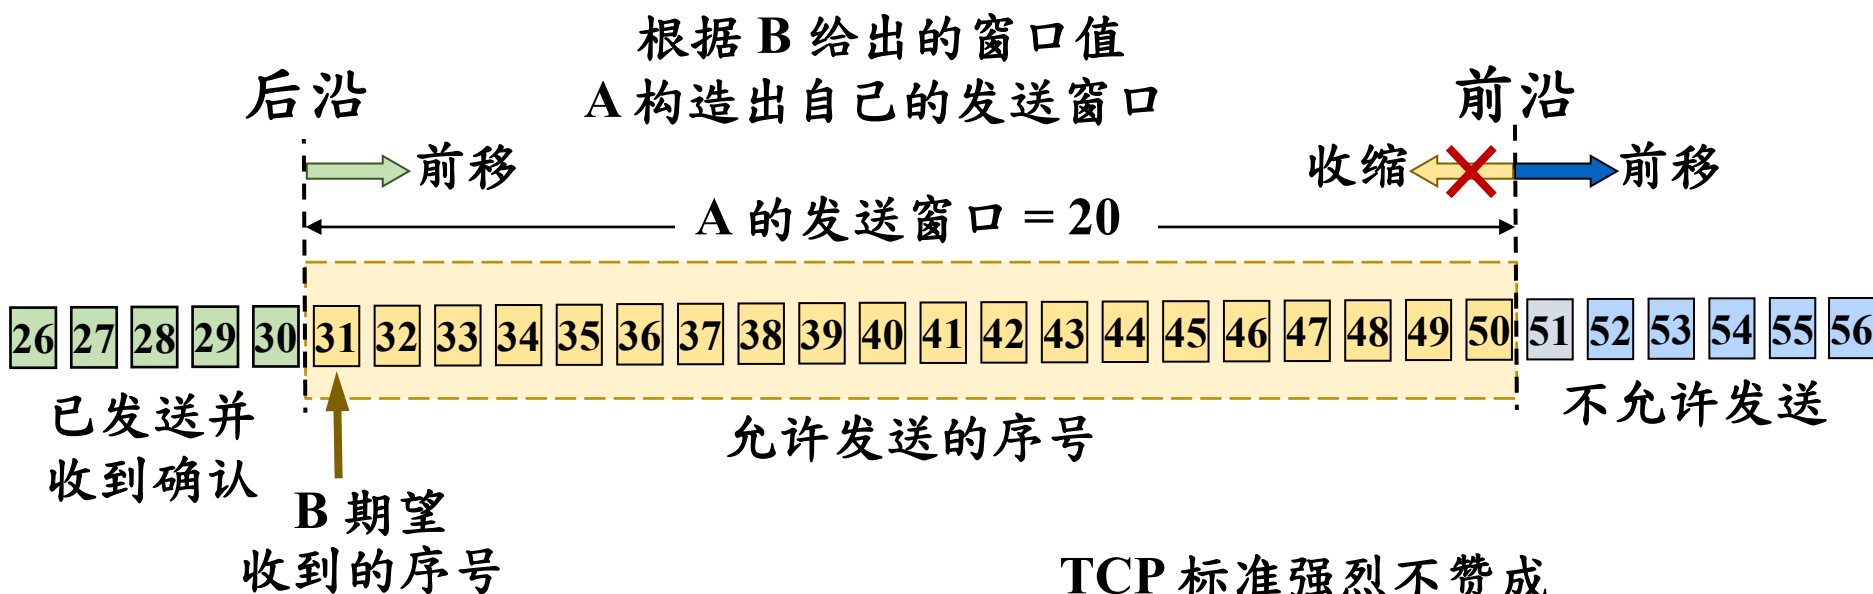 根据 B 给出的窗口值
A 构造出自己的发送窗口
后沿
前沿
前移
收缩
前移
A 的发送窗口 = 20
26 27 28 29 30 31 32 33 34 35 36 37 38 39 40 41 42 43 44 45 46 47 48 49 50 51 52 53 54 55 56
已发送并
收到确认
允许发送的序号
不允许发送
B 期望
收到的序号
TCP 标准强烈不赞成